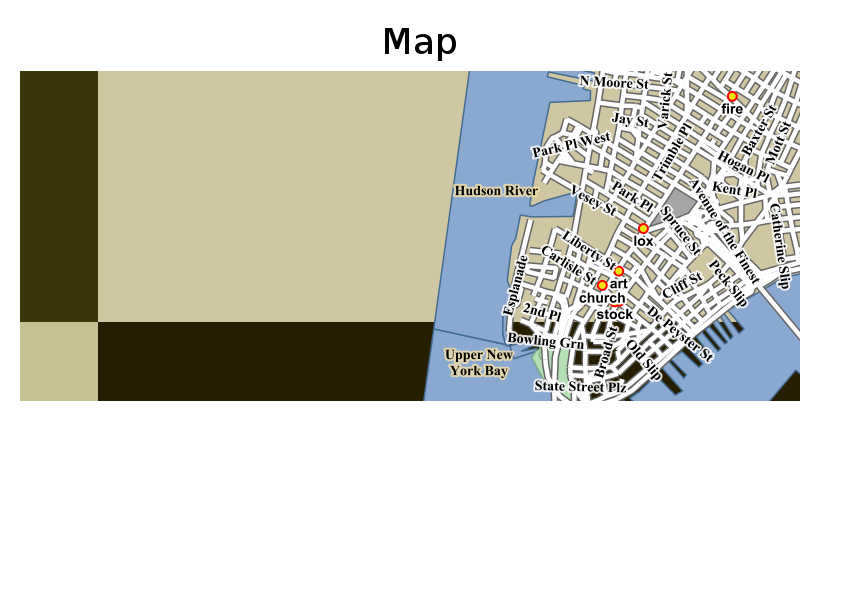 Map
N Moore St
Varick St
fire
Jay St
Baxter St
Mott St
Park Pl West
Trimble Pl
Hogan Pl
Hudson River
Kent Pl
Vesey St
Park Pl
Avenue of the Finest
Catherine Slip
Spruce St
lox
Liberty St
Carlisle St
Esplanade
art
Peck Slip
Cliff St
church
2nd Pl
stock
De Peyster St
Bowling Grn
Broad St
Old Slip
Upper New
York Bay
State Street Plz